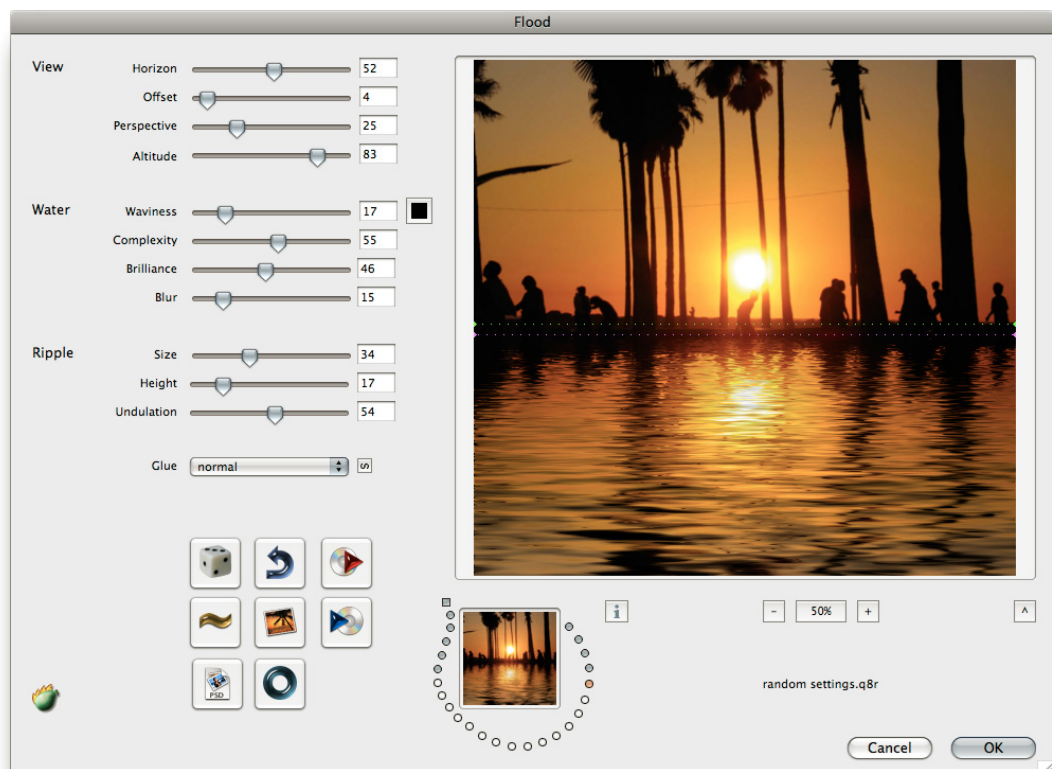 Flood
View
Horizon 52
Offset 4
Perspective 25
Altitude 83
Water
Waviness 17
Complexity 55
Brilliance 46
Blur 15
Ripple
Size 34
Height 17
Undulation 54
Glue normal S
PSD
i
- 50% + ^
random settings.q8r
Cancel OK